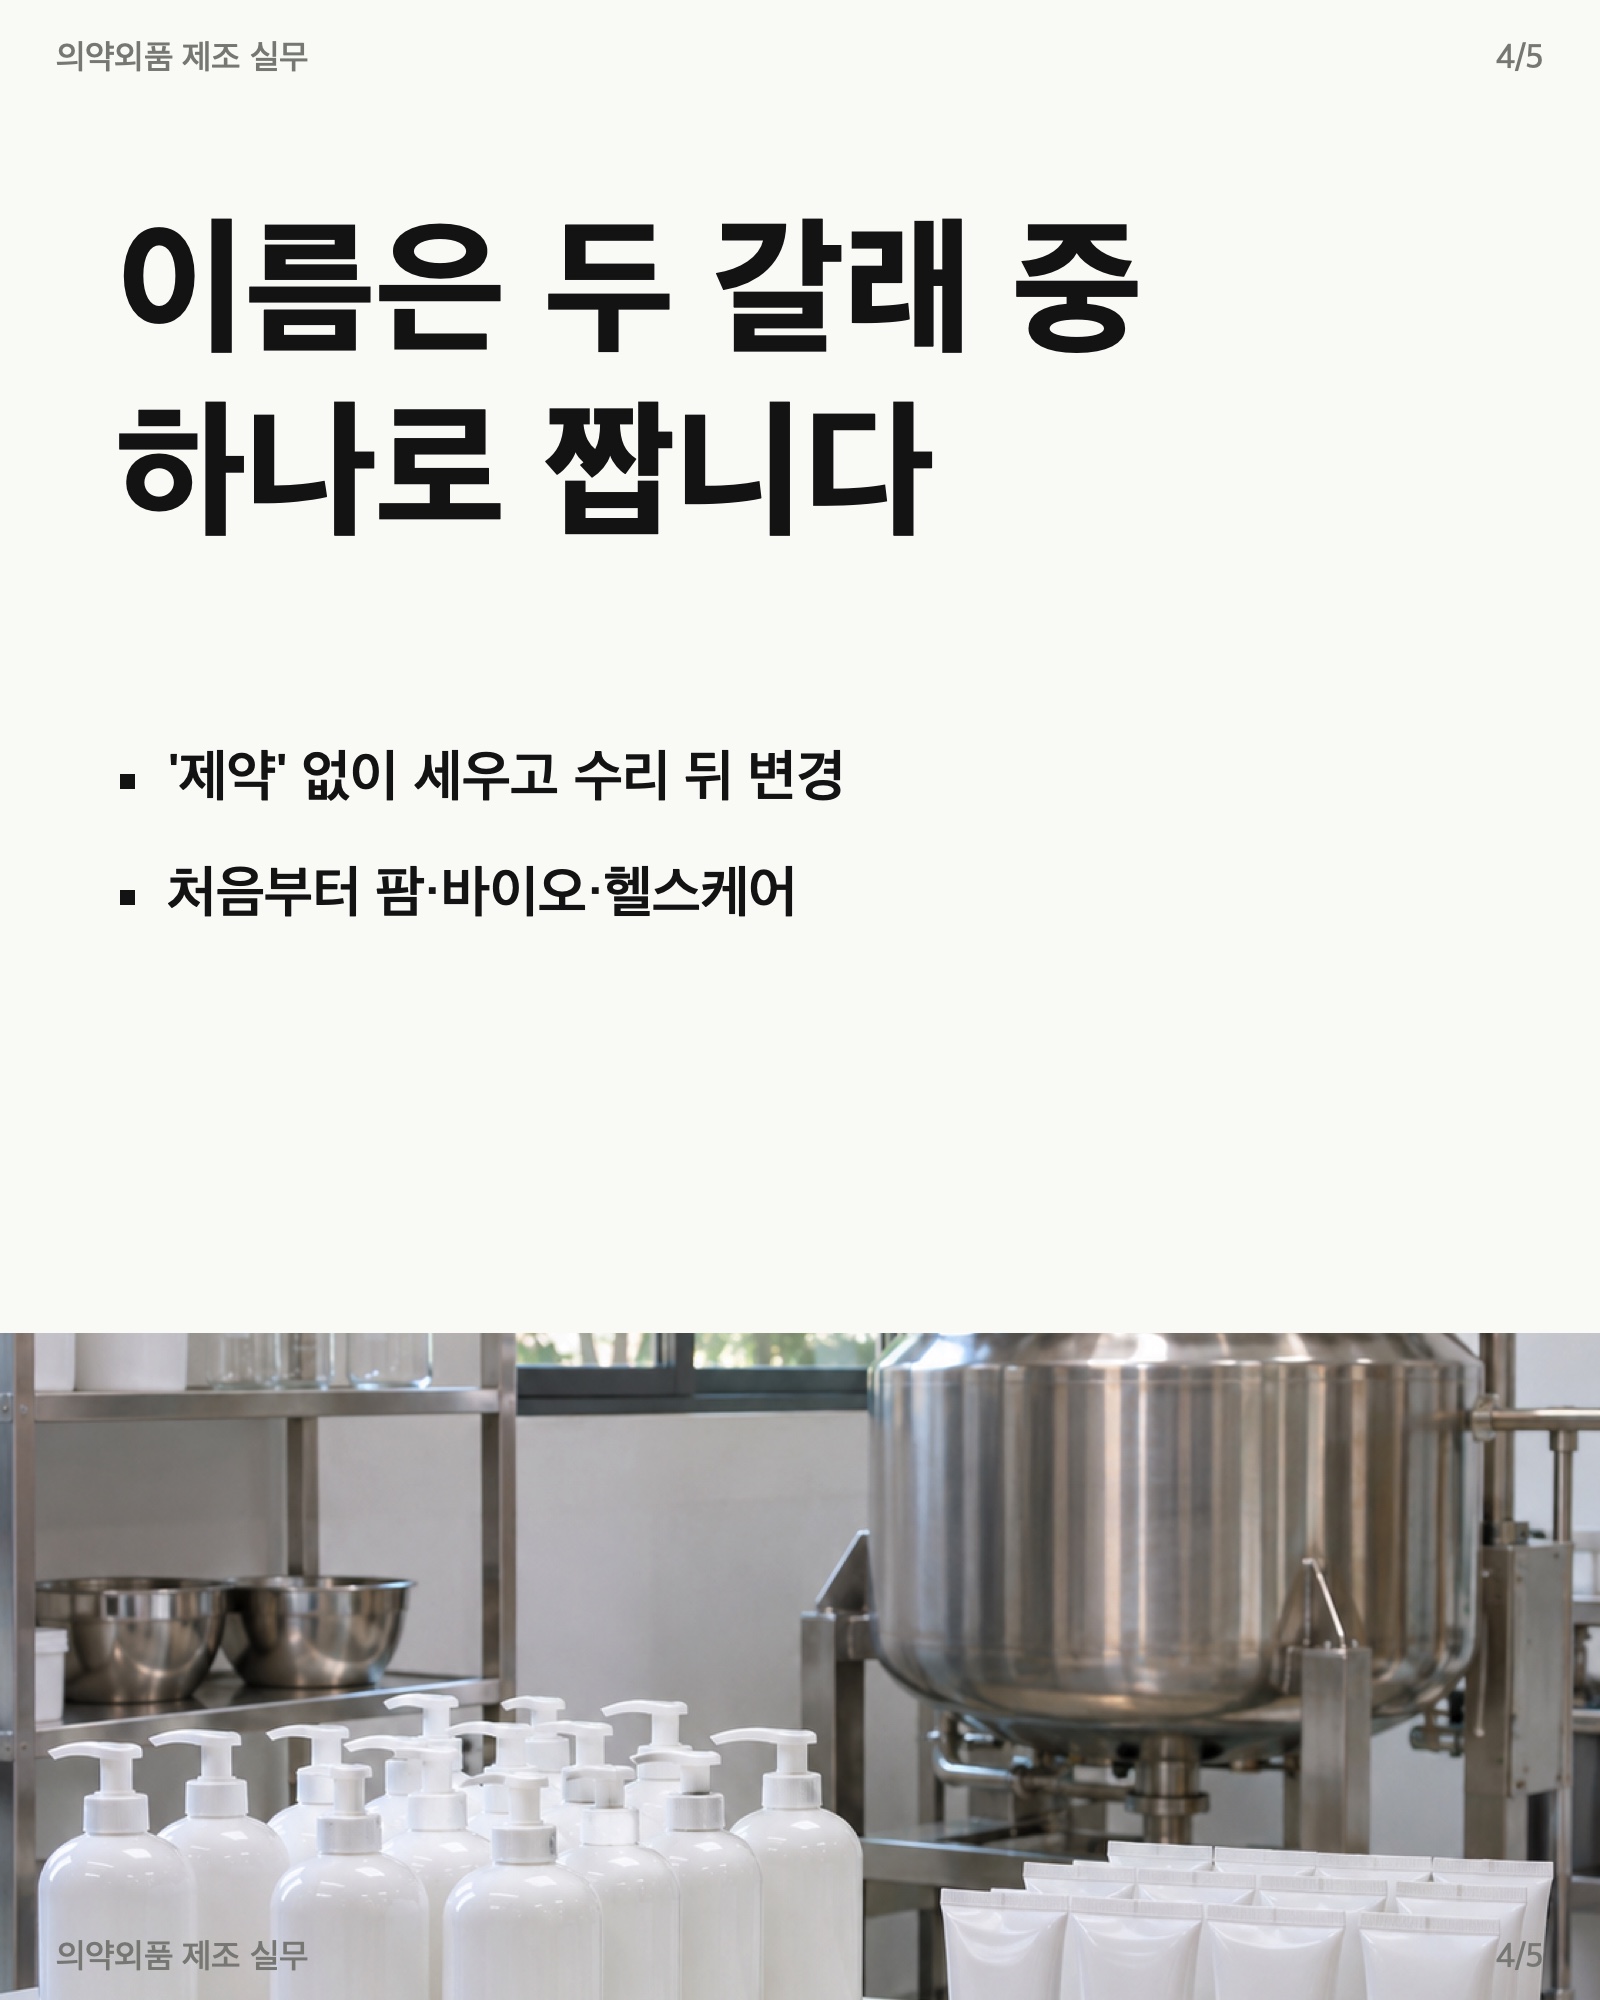 의약외품 제조 실무
4/5
이름은 두 갈래 중
하나로 짭니다
'제약' 없이 세우고 수리 뒤 변경
처음부터 팜·바이오·헬스케어
의약외품 제조 실무
4/5